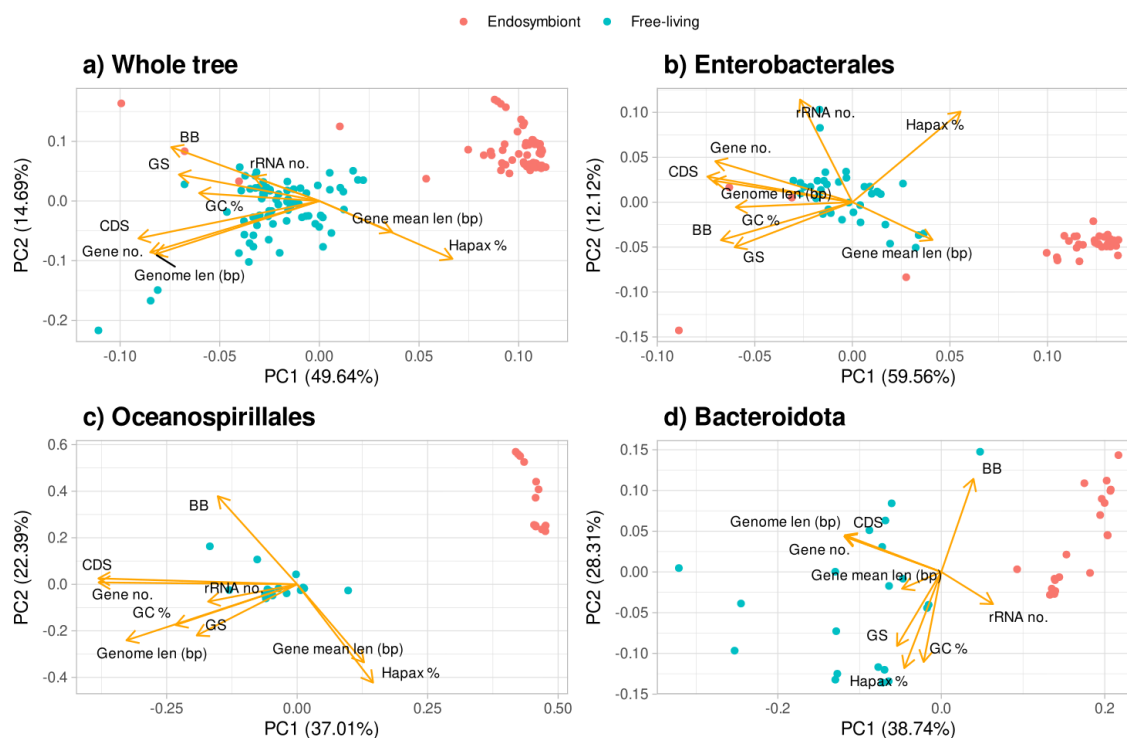 Endosymbiont Free-living
a) Whole tree
PC2 (14.69%)
0.1
0.0
-0.1
-0.2
BB
GS
rRNA no.
GC %
CDS
Gene no.
Genome len (bp)
Gene mean len (bp)
Hapax %
-0.10 -0.05 0.00 0.05 0.10
PC1 (49.64%)
b) Enterobacterales
PC2 (12.12%)
0.10
0.05
0.00
-0.05
-0.10
-0.15
rRNA no.
Hapax %
Gene no.
CDS
Genome len (bp)
GC %
BB
GS
Gene mean len (bp)
-0.10 -0.05 0.00 0.05 0.10
PC1 (59.56%)
c) Oceanospirillales
PC2 (22.39%)
0.6
0.4
0.2
0.0
-0.2
-0.4
BB
CDS
Gene no.
rRNA no.
GC %
GS
Genome len (bp)
Gene mean len (bp)
Hapax %
-0.25 0.00 0.25 0.50
PC1 (37.01%)
d) Bacteroidota
PC2 (28.31%)
0.15
0.10
0.05
0.00
-0.05
-0.10
-0.15
BB
Genome len (bp)
CDS
Gene no.
Gene mean len (bp)
rRNA no.
GS
GC %
Hapax %
-0.2 0.0 0.2
PC1 (38.74%)